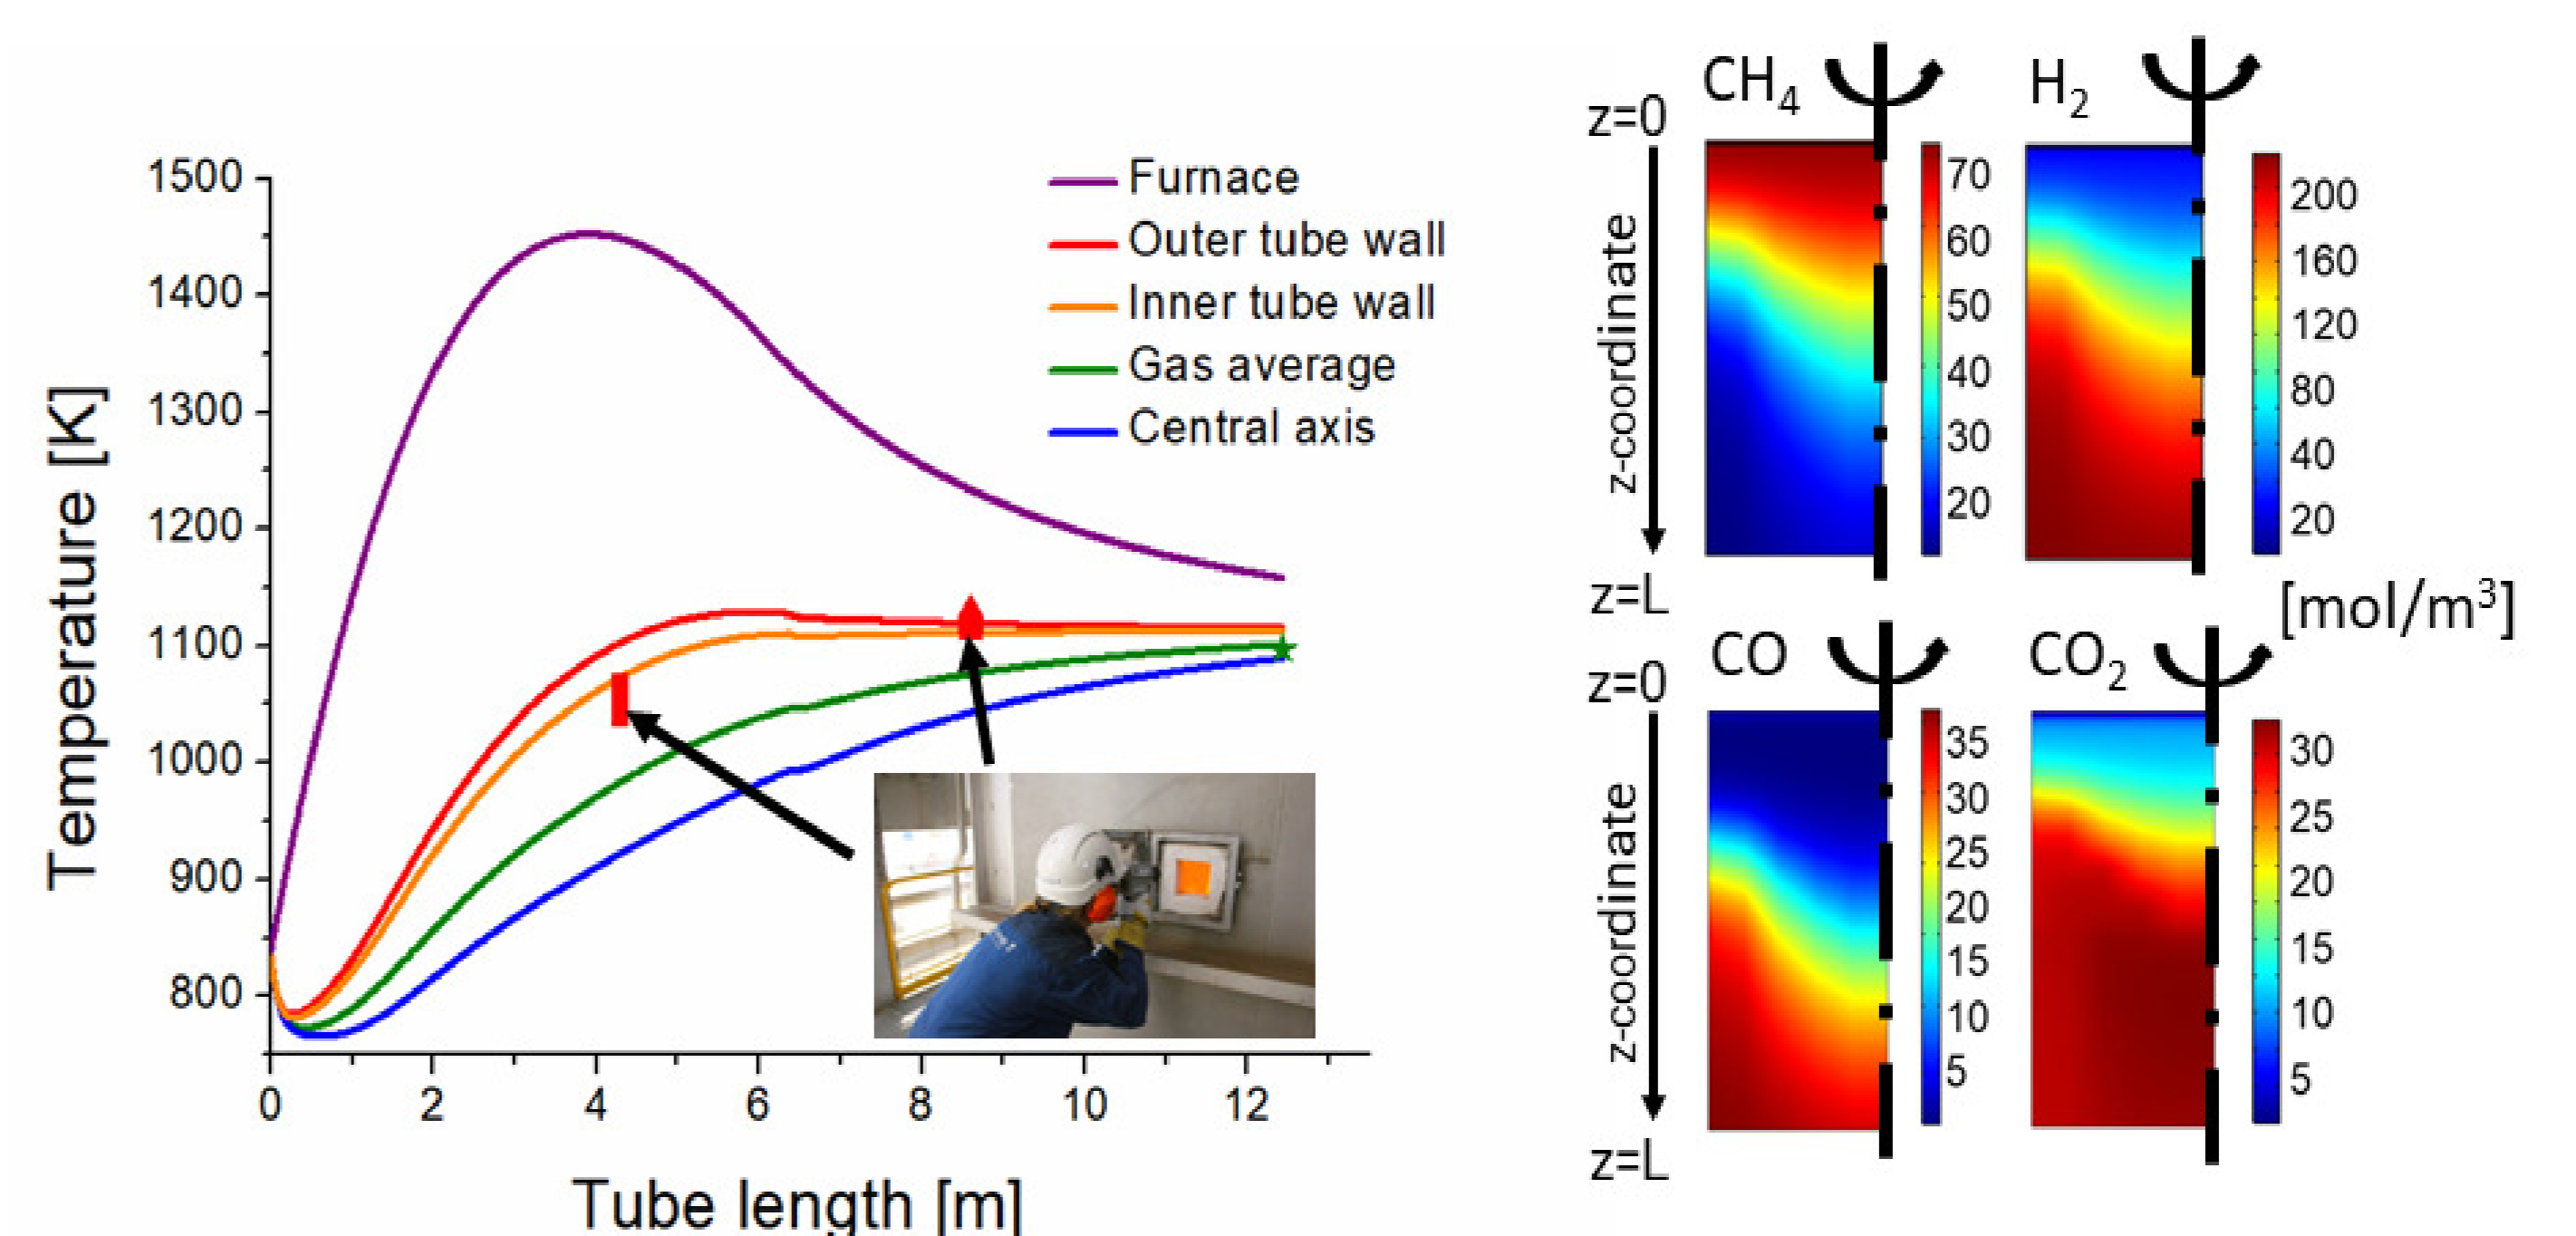 1500
1400
1300
1200
1100
1000
900
800
Temperature [K]
0 2 4 6 8 10 12
Tube length [m]
Furnace
Outer tube wall
Inner tube wall
Gas average
Central axis
CH4
z=0
z-coordinate
z=L
70
60
50
40
30
20
H2
200
160
120
80
40
20
[mol/m³]
CO
z=0
z-coordinate
z=L
35
30
25
20
15
10
5
CO2
30
25
20
15
10
5